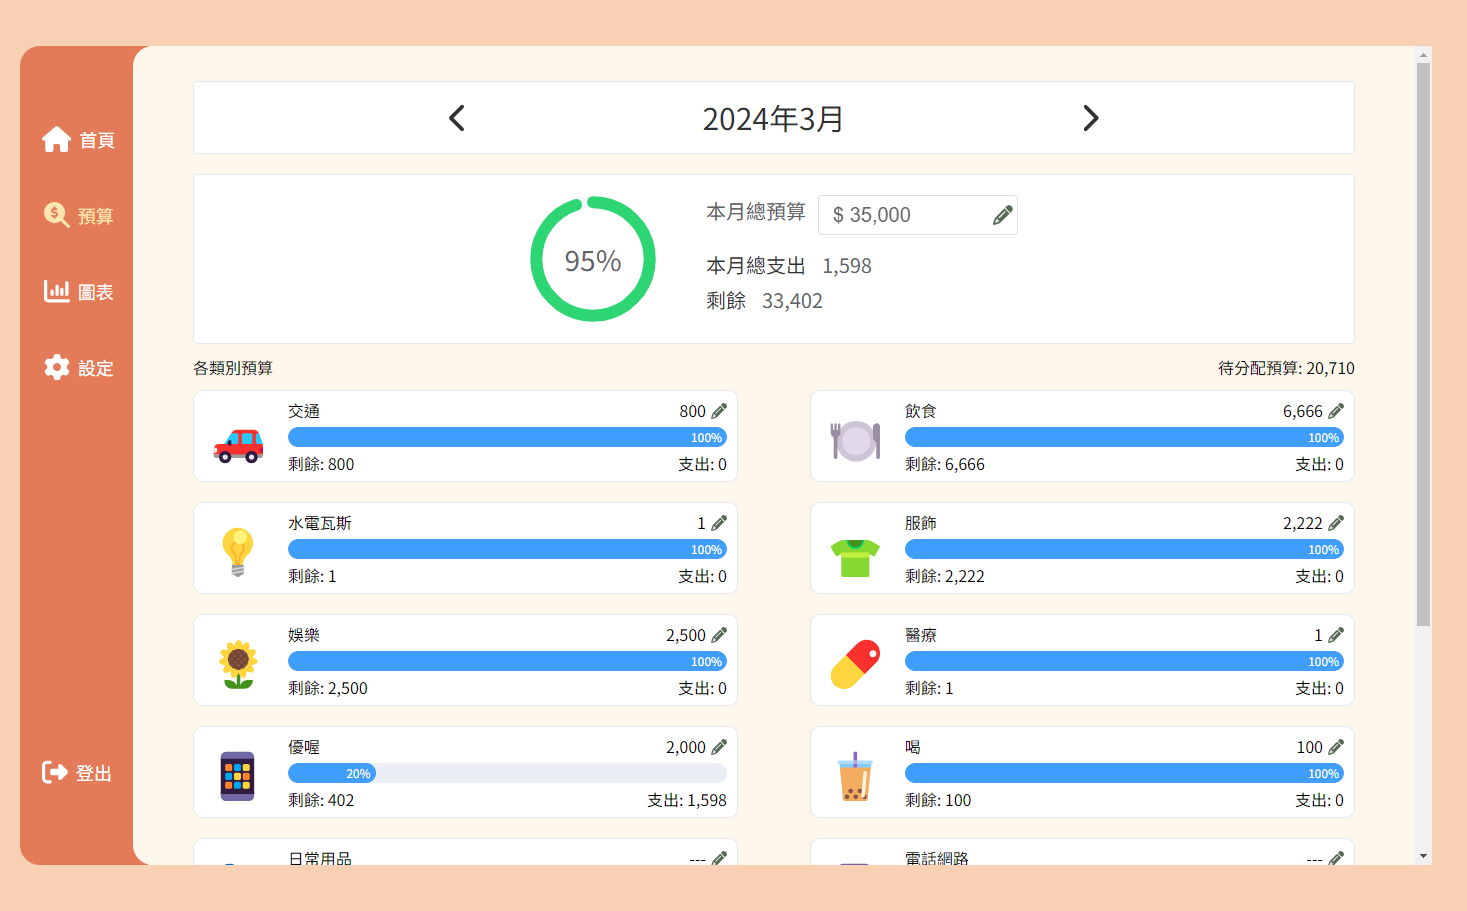 首頁
預算
圖表
設定
登出
2024年3月
95%
本月總預算 $ 35,000
本月總支出 1,598
剩餘 33,402
各類別預算 待分配預算: 20,710
交通 800
100%
剩餘: 800 支出: 0
飲食 6,666
100%
剩餘: 6,666 支出: 0
水電瓦斯 1
100%
剩餘: 1 支出: 0
服飾 2,222
100%
剩餘: 2,222 支出: 0
娛樂 2,500
100%
剩餘: 2,500 支出: 0
醫療 1
100%
剩餘: 1 支出: 0
優喔 2,000
20%
剩餘: 402 支出: 1,598
喝 100
100%
剩餘: 100 支出: 0
日常用品 ---
電話網路 ---